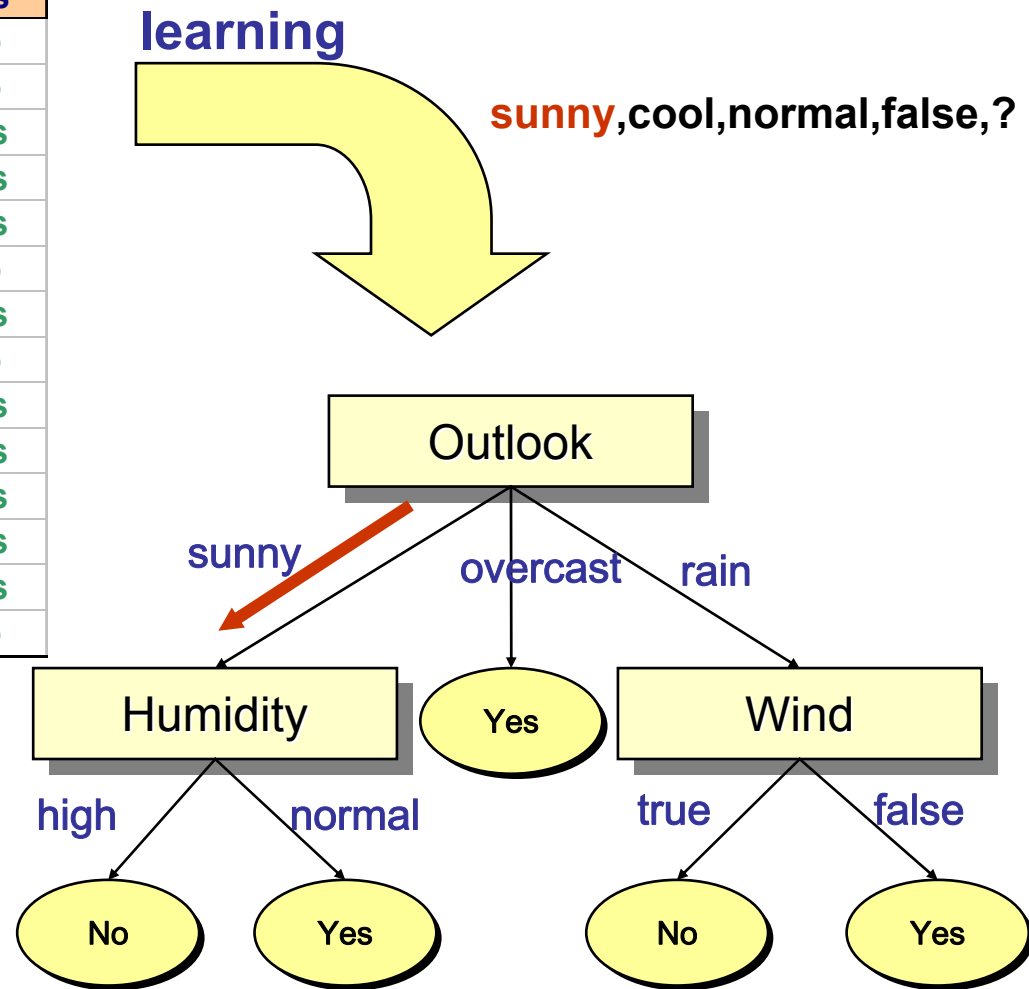 learning
sunny,cool,normal,false,?
Outlook
sunny
overcast
rain
Humidity
Yes
Wind
high
normal
true
false
No
Yes
No
Yes